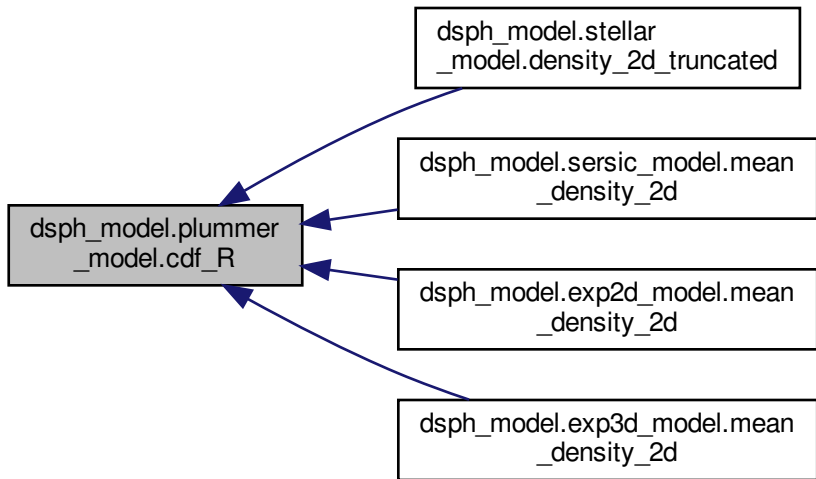 dsph_model.stellar
_model.density_2d_truncated
dsph_model.sersic_model.mean
_density_2d
dsph_model.plummer
_model.cdf_R
dsph_model.exp2d_model.mean
_density_2d
dsph_model.exp3d_model.mean
_density_2d